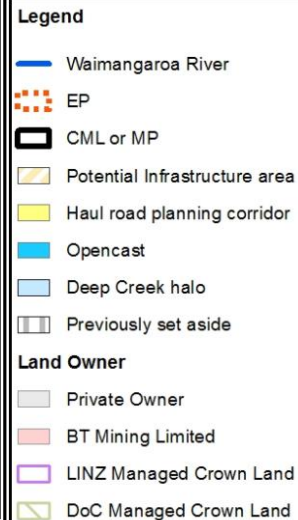 Legend
Waimangaroa River
EP
CML or MP
Potential Infrastructure area
Haul road planning corridor
Opencast
Deep Creek halo
Previously set aside
Land Owner
Private Owner
BT Mining Limited
LINZ Managed Crown Land
DoC Managed Crown Land